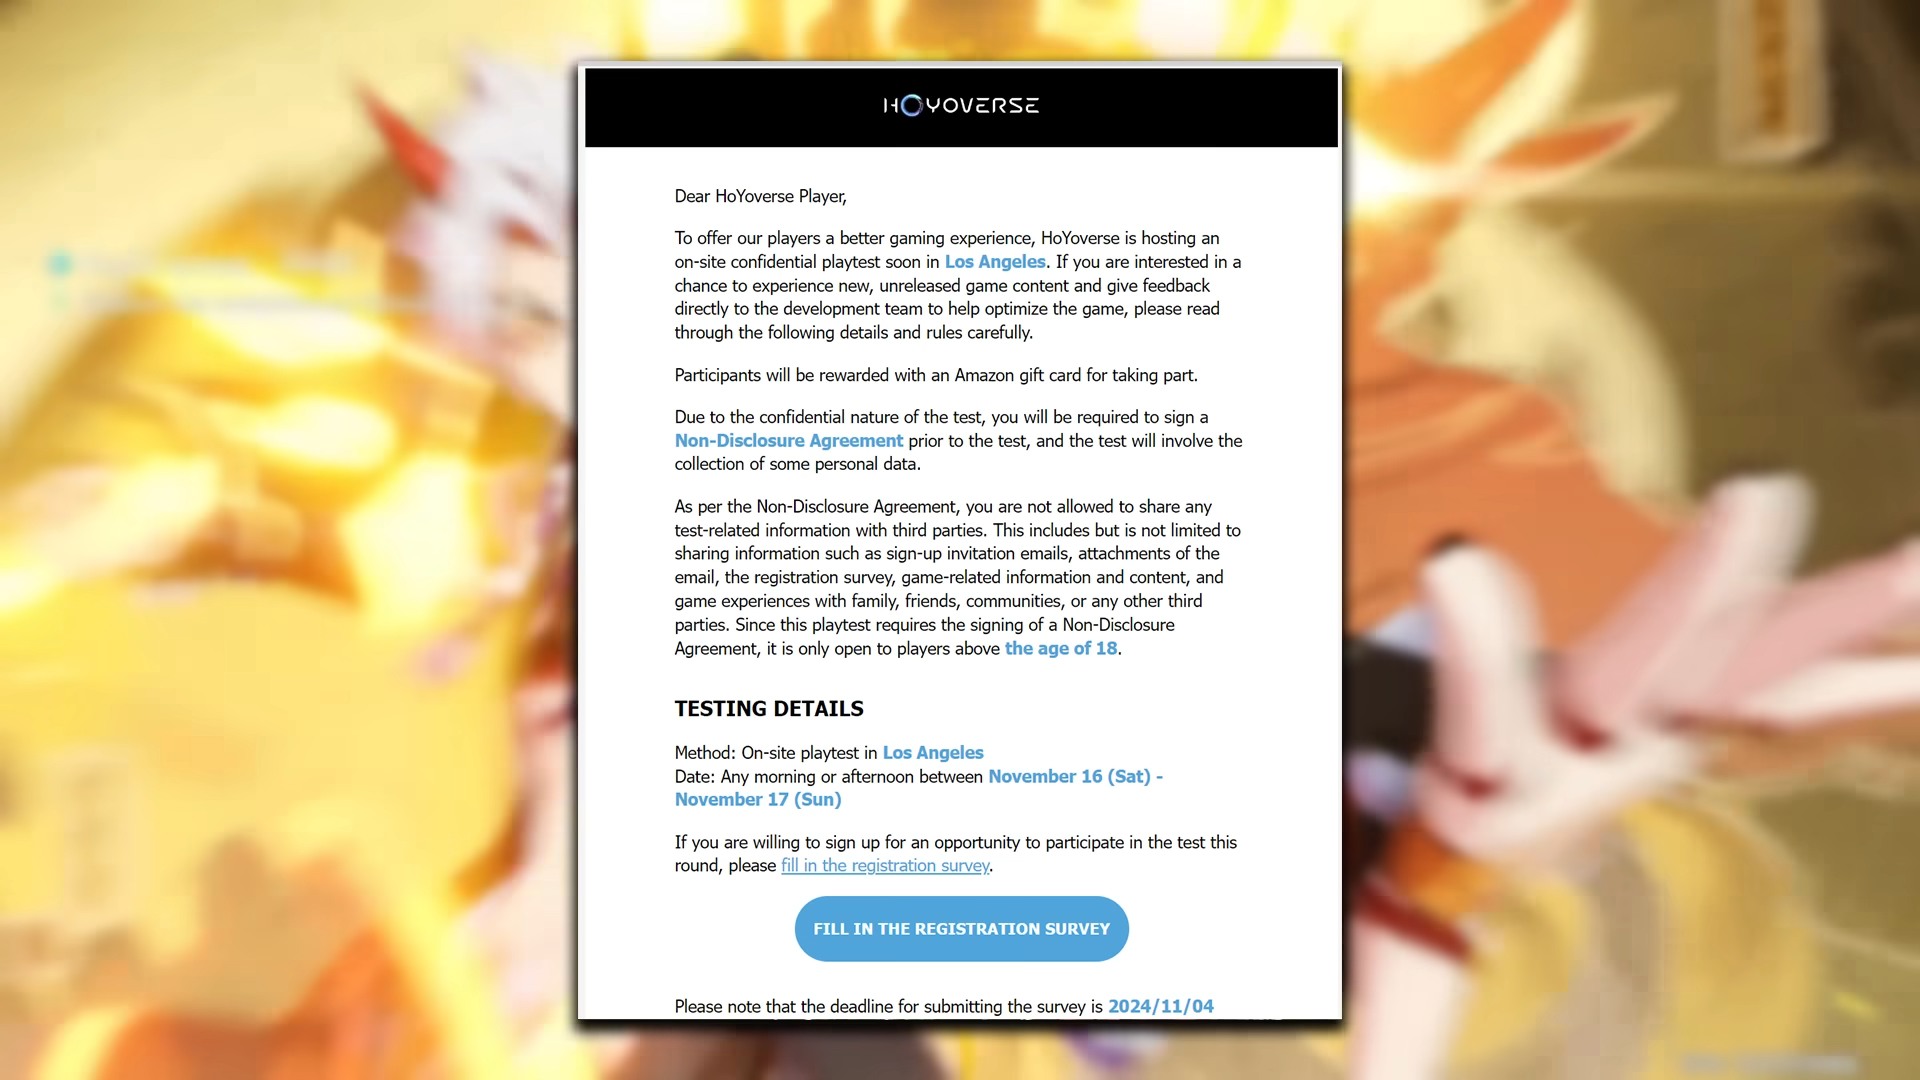 HOYOVERSE
Dear HoYoverse Player,
To offer our players a better gaming experience, HoYoverse is hosting an
on-site confidential playtest soon in Los Angeles. If you are interested in a
chance to experience new, unreleased game content and give feedback
directly to the development team to help optimize the game, please read
through the following details and rules carefully.
Participants will be rewarded with an Amazon gift card for taking part.
Due to the confidential nature of the test, you will be required to sign a
Non-Disclosure Agreement prior to the test, and the test will involve the
collection of some personal data.
As per the Non-Disclosure Agreement, you are not allowed to share any
test-related information with third parties. This includes but is not limited to
sharing information such as sign-up invitation emails, attachments of the
email, the registration survey, game-related information and content, and
game experiences with family, friends, communities, or any other third
parties. Since this playtest requires the signing of a Non-Disclosure
Agreement, it is only open to players above the age of 18.
TESTING DETAILS
Method: On-site playtest in Los Angeles
Date: Any morning or afternoon between November 16 (Sat) -
November 17 (Sun)
If you are willing to sign up for an opportunity to participate in the test this
round, please fill in the registration survey.
FILL IN THE REGISTRATION SURVEY
Please note that the deadline for submitting the survey is 2024/11/04